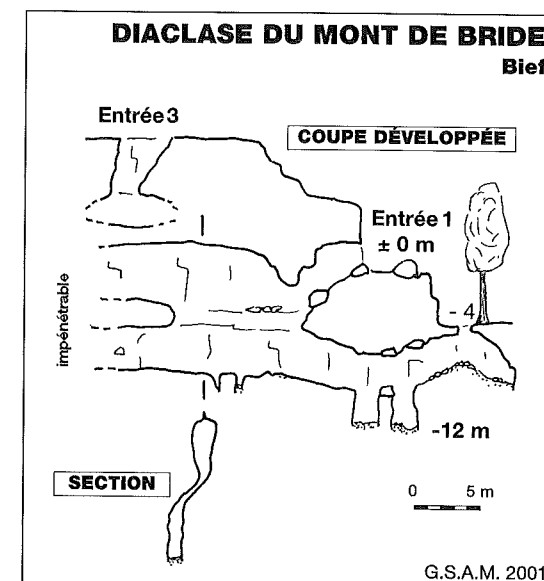 DIACLASE DU MONT DE BRIDE
Bief
Entrée 3
COUPE DÉVELOPPÉE
Entrée 1
± 0 m
- 4
impénétrable
-12 m
SECTION
0 5 m
G.S.A.M. 2001